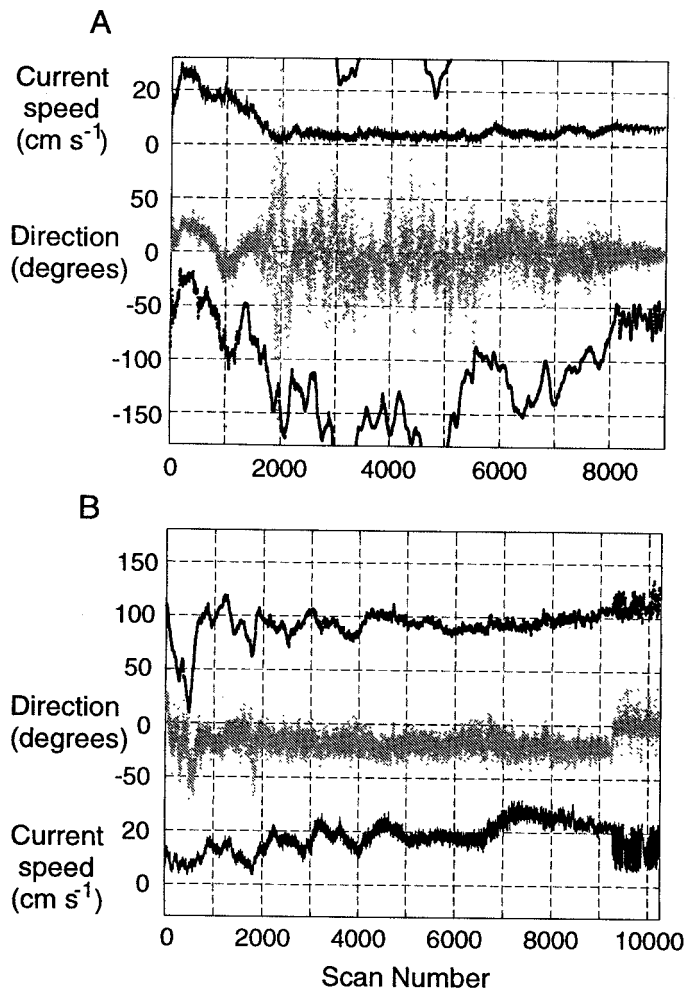 A
Current
speed
(cm s-1)
20
0
Direction
(degrees)
50
0
-50
-100
-150
0 2000 4000 6000 8000
B
150
100
50
Direction
(degrees)
0
-50
Current
speed
(cm s-1)
20
0
0 2000 4000 6000 8000 10000
Scan Number